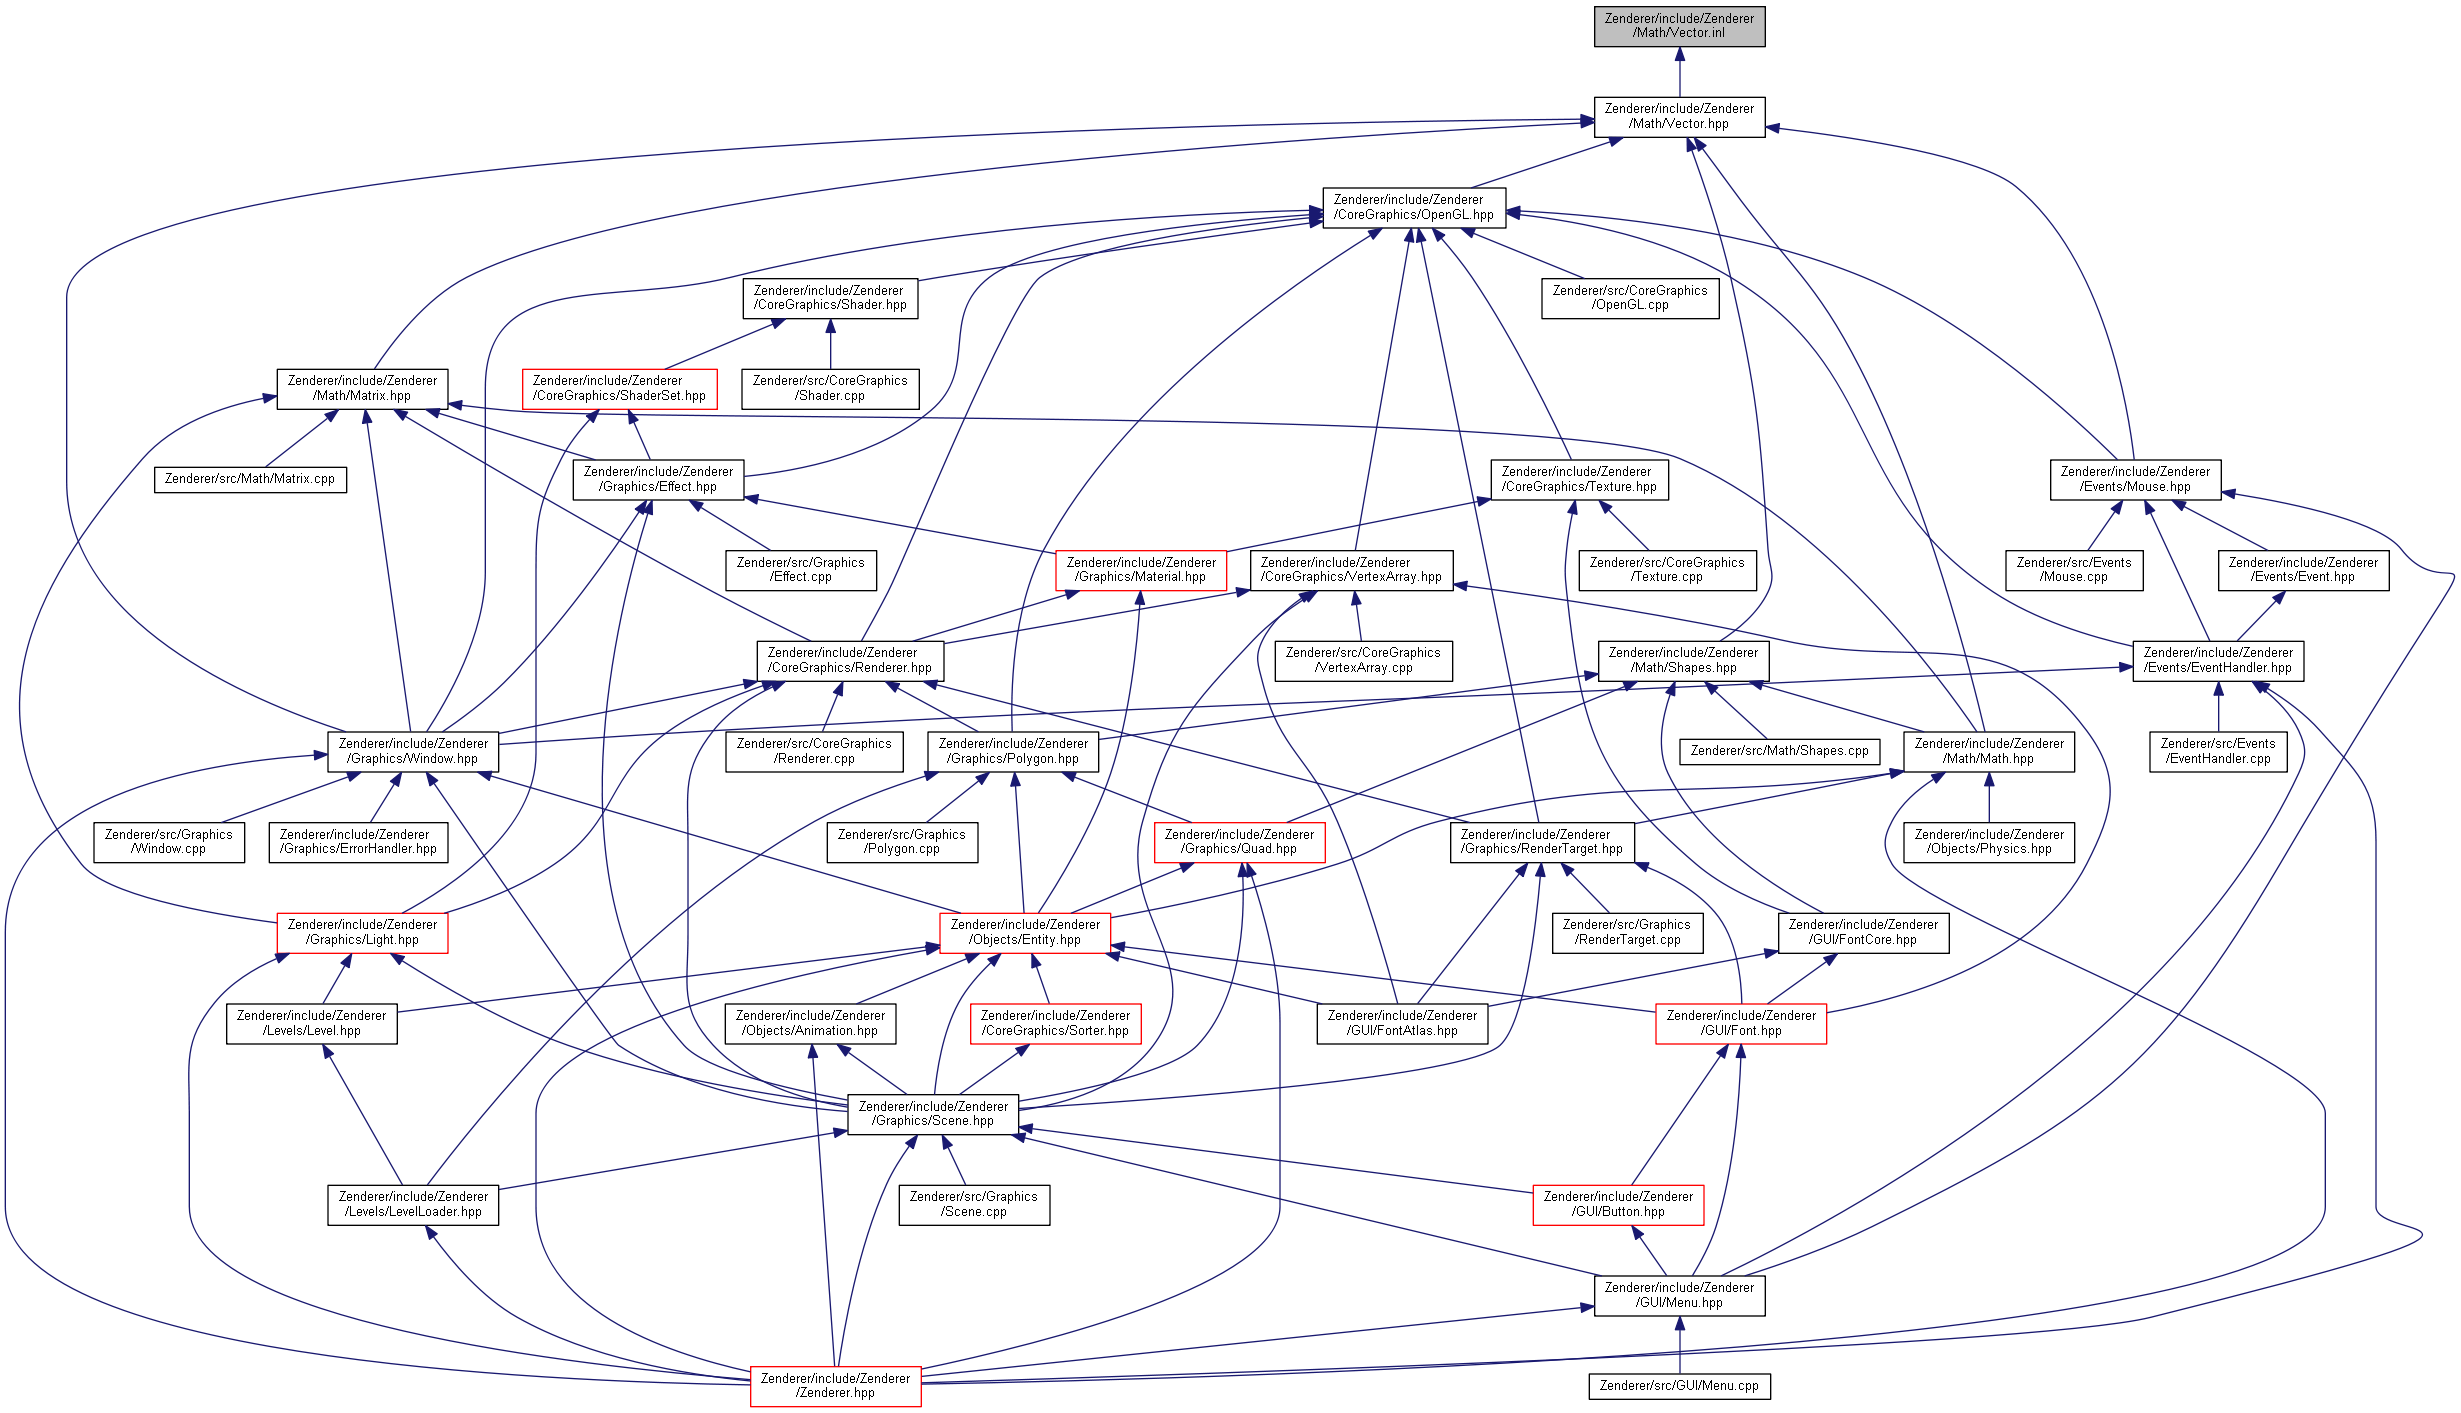 Zenderer/include/Zenderer
/Math/Vector.inl
Zenderer/include/Zenderer
/Math/Vector.hpp
Zenderer/include/Zenderer
/CoreGraphics/OpenGL.hpp
Zenderer/include/Zenderer
/CoreGraphics/Shader.hpp
Zenderer/src/CoreGraphics
/OpenGL.cpp
Zenderer/include/Zenderer
/Math/Matrix.hpp
Zenderer/include/Zenderer
/CoreGraphics/ShaderSet.hpp
Zenderer/src/CoreGraphics
/Shader.cpp
Zenderer/src/Math/Matrix.cpp
Zenderer/include/Zenderer
/Graphics/Effect.hpp
Zenderer/include/Zenderer
/CoreGraphics/Texture.hpp
Zenderer/include/Zenderer
/Events/Mouse.hpp
Zenderer/src/Graphics
/Effect.cpp
Zenderer/include/Zenderer
/Graphics/Material.hpp
Zenderer/include/Zenderer
/CoreGraphics/VertexArray.hpp
Zenderer/src/CoreGraphics
/Texture.cpp
Zenderer/src/Events
/Mouse.cpp
Zenderer/include/Zenderer
/Events/Event.hpp
Zenderer/include/Zenderer
/CoreGraphics/Renderer.hpp
Zenderer/src/CoreGraphics
/VertexArray.cpp
Zenderer/include/Zenderer
/Math/Shapes.hpp
Zenderer/include/Zenderer
/Events/EventHandler.hpp
Zenderer/include/Zenderer
/Graphics/Window.hpp
Zenderer/src/CoreGraphics
/Renderer.cpp
Zenderer/include/Zenderer
/Graphics/Polygon.hpp
Zenderer/src/Math/Shapes.cpp
Zenderer/include/Zenderer
/Math/Math.hpp
Zenderer/src/Events
/EventHandler.cpp
Zenderer/src/Graphics
/Window.cpp
Zenderer/include/Zenderer
/Graphics/ErrorHandler.hpp
Zenderer/src/Graphics
/Polygon.cpp
Zenderer/include/Zenderer
/Graphics/Quad.hpp
Zenderer/include/Zenderer
/Graphics/RenderTarget.hpp
Zenderer/include/Zenderer
/Objects/Physics.hpp
Zenderer/include/Zenderer
/Graphics/Light.hpp
Zenderer/include/Zenderer
/Objects/Entity.hpp
Zenderer/src/Graphics
/RenderTarget.cpp
Zenderer/include/Zenderer
/GUI/FontCore.hpp
Zenderer/include/Zenderer
/Levels/Level.hpp
Zenderer/include/Zenderer
/Objects/Animation.hpp
Zenderer/include/Zenderer
/CoreGraphics/Sorter.hpp
Zenderer/include/Zenderer
/GUI/FontAtlas.hpp
Zenderer/include/Zenderer
/GUI/Font.hpp
Zenderer/include/Zenderer
/Graphics/Scene.hpp
Zenderer/include/Zenderer
/Levels/LevelLoader.hpp
Zenderer/src/Graphics
/Scene.cpp
Zenderer/include/Zenderer
/GUI/Button.hpp
Zenderer/include/Zenderer
/GUI/Menu.hpp
Zenderer/include/Zenderer
/Zenderer.hpp
Zenderer/src/GUI/Menu.cpp